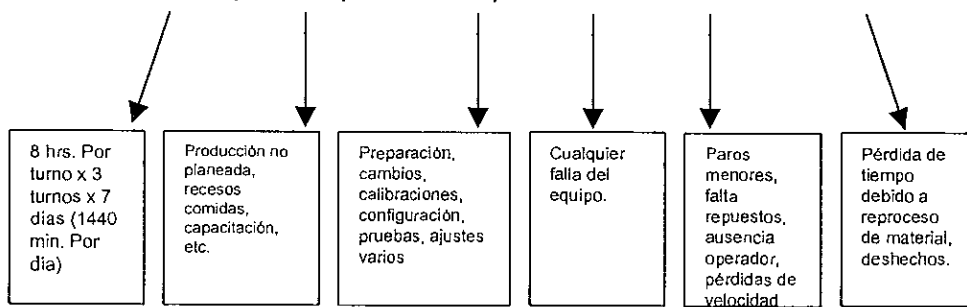 8 hrs. Por
turno x 3
turnos x 7
días (1440
min. Por
día)
Producción no
planeada,
recesos
comidas,
capacitación,
etc.
Preparación,
cambios,
calibraciones,
configuración,
pruebas, ajustes
varios
Cualquier
falla del
equipo.
Paros
menores,
falta
repuestos,
ausencia
operador,
pérdidas de
velocidad
Pérdida de
tiempo
debido a
reproceso
de material,
deshechos.